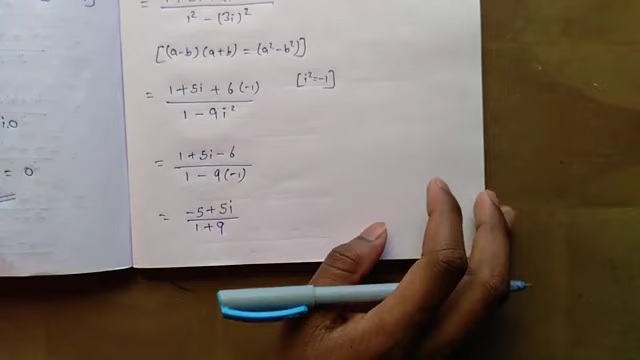 i.0
= 0
= 1² - (3i)²
[(a-b)(a+b) = (a²-b²)]
= 1 + 5i + 6(-1) / 1 - 9i² [i²=-1]
= 1 + 5i - 6 / 1 - 9(-1)
= -5 + 5i / 1 + 9